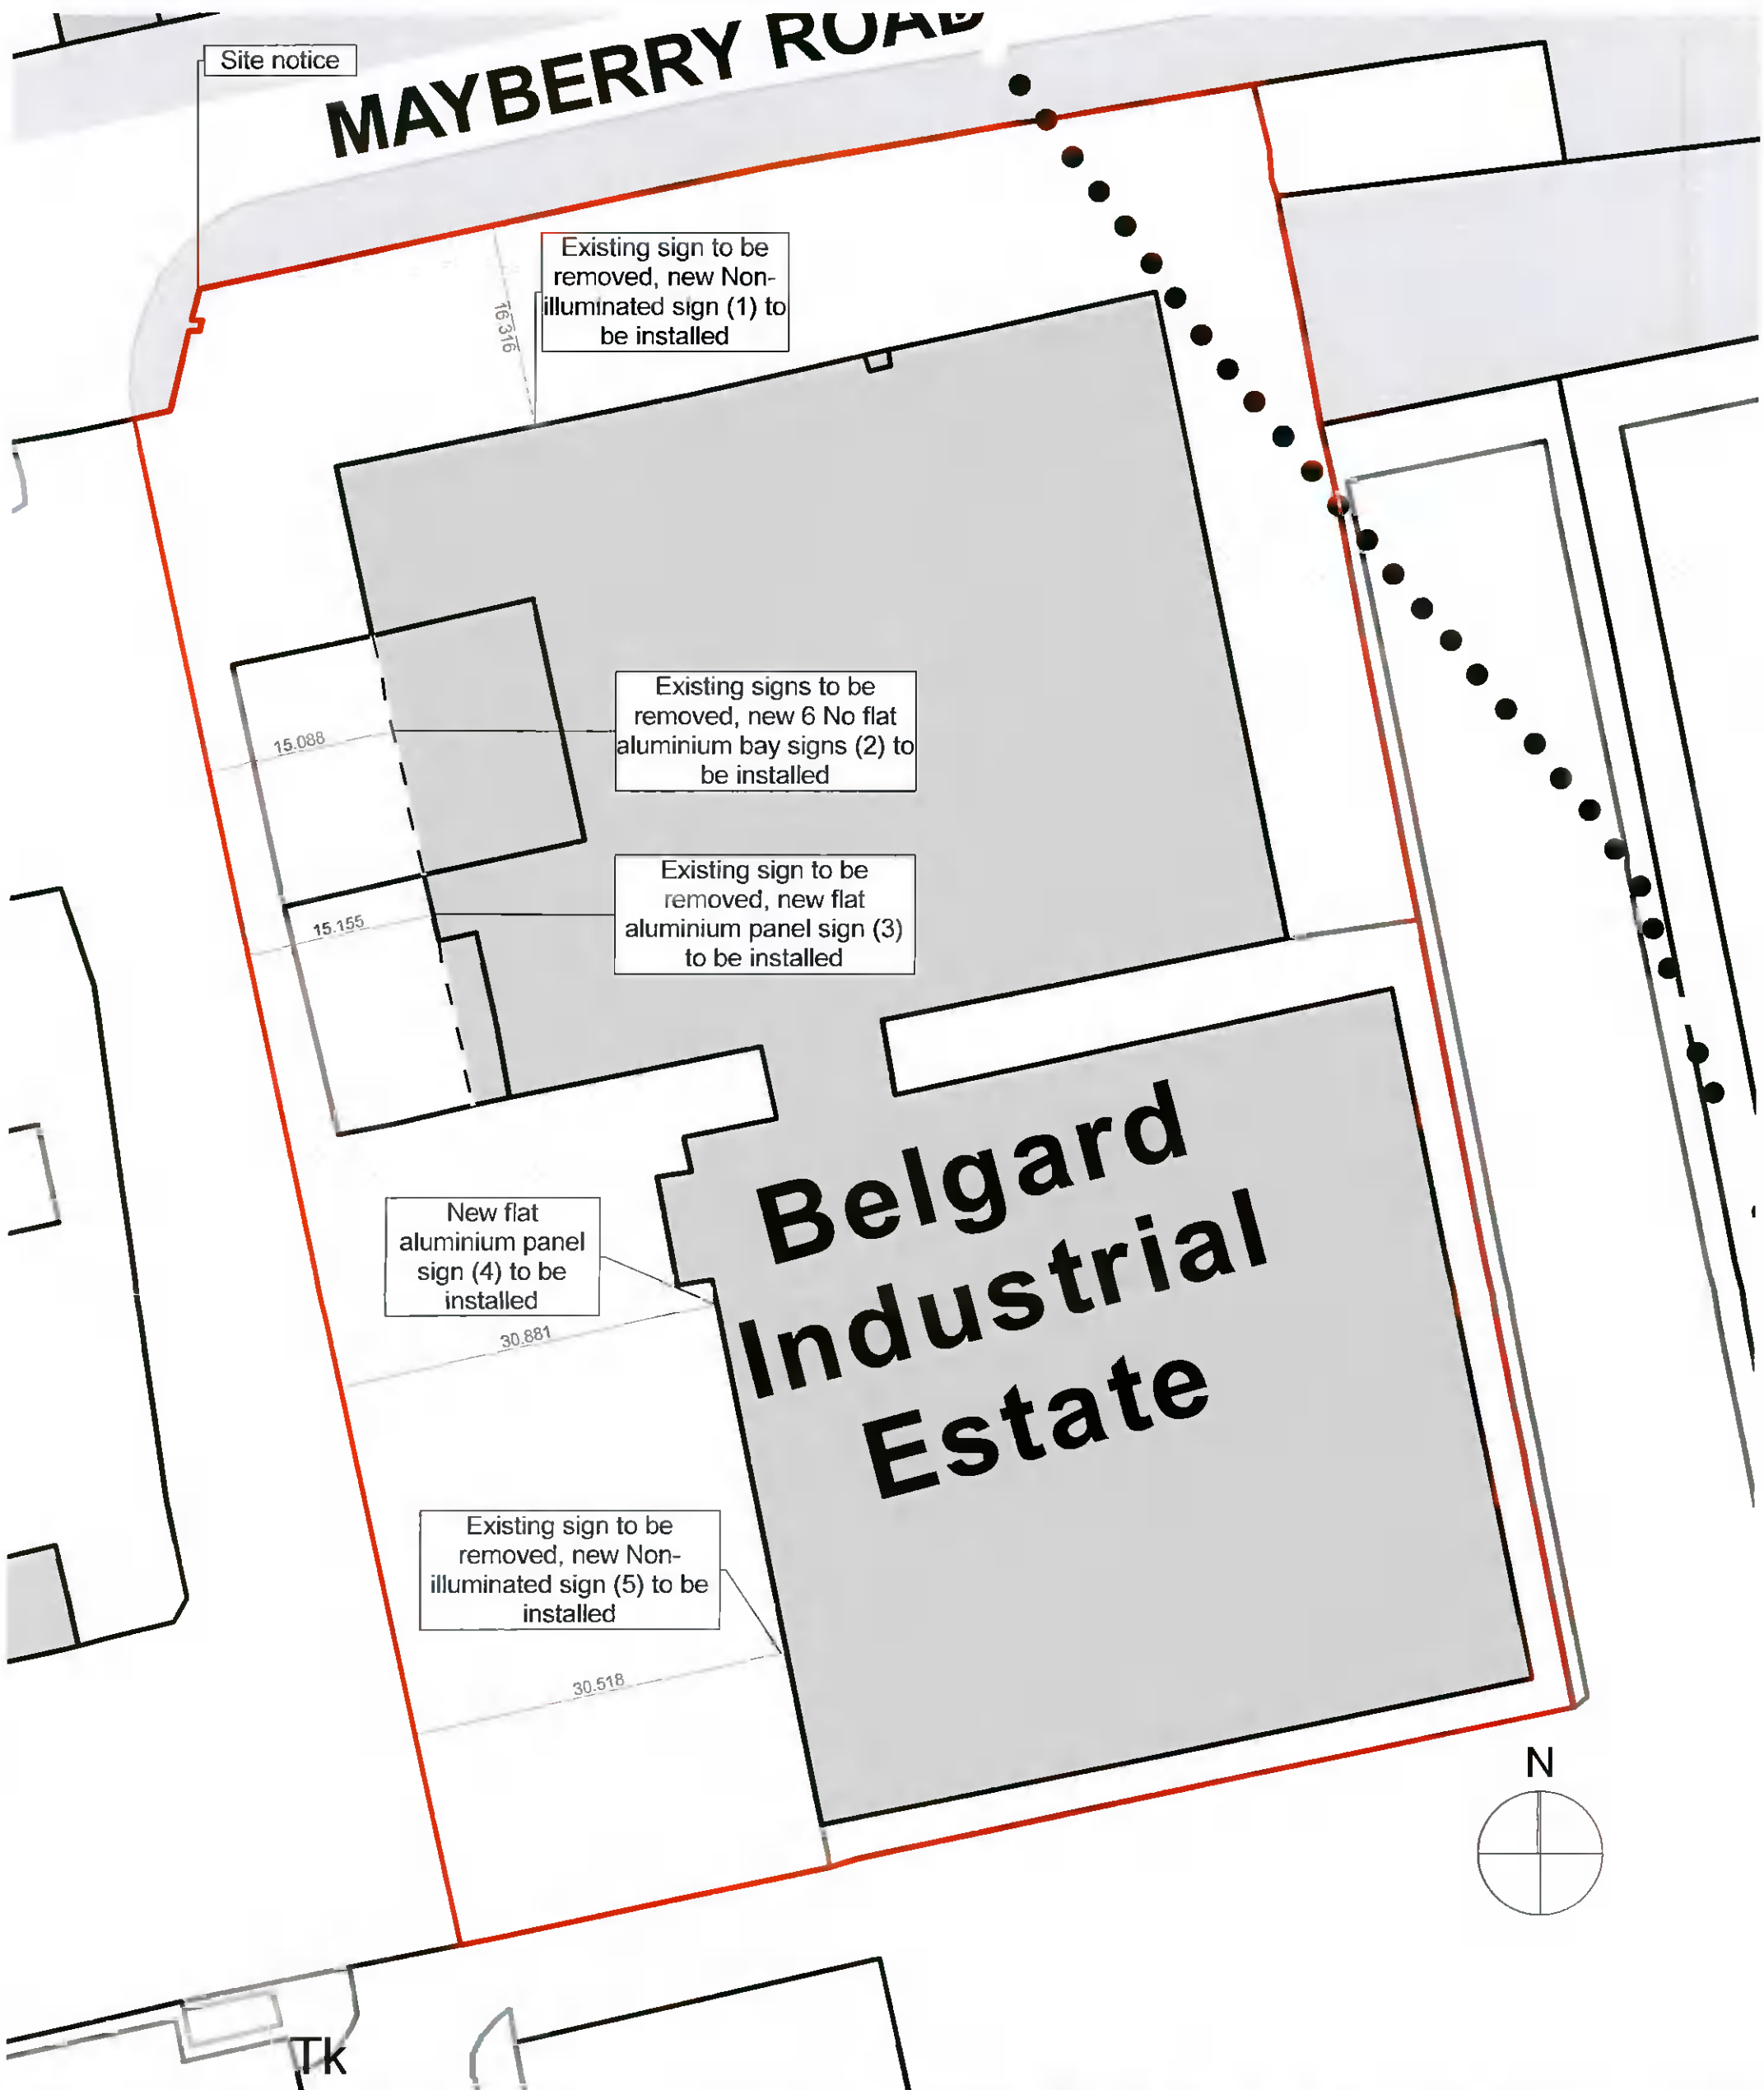 Site notice
MAYBERRY ROAD
Existing sign to be
removed, new Non-
illuminated sign (1) to
be installed
16.316
Existing signs to be
removed, new 6 No flat
aluminium bay signs (2) to
be installed
15.088
Existing sign to be
removed, new flat
aluminium panel sign (3)
to be installed
15.155
Belgard
Industrial
Estate
New flat
aluminium panel
sign (4) to be
installed
30.881
Existing sign to be
removed, new Non-
illuminated sign (5) to be
installed
30.518
N
Tk